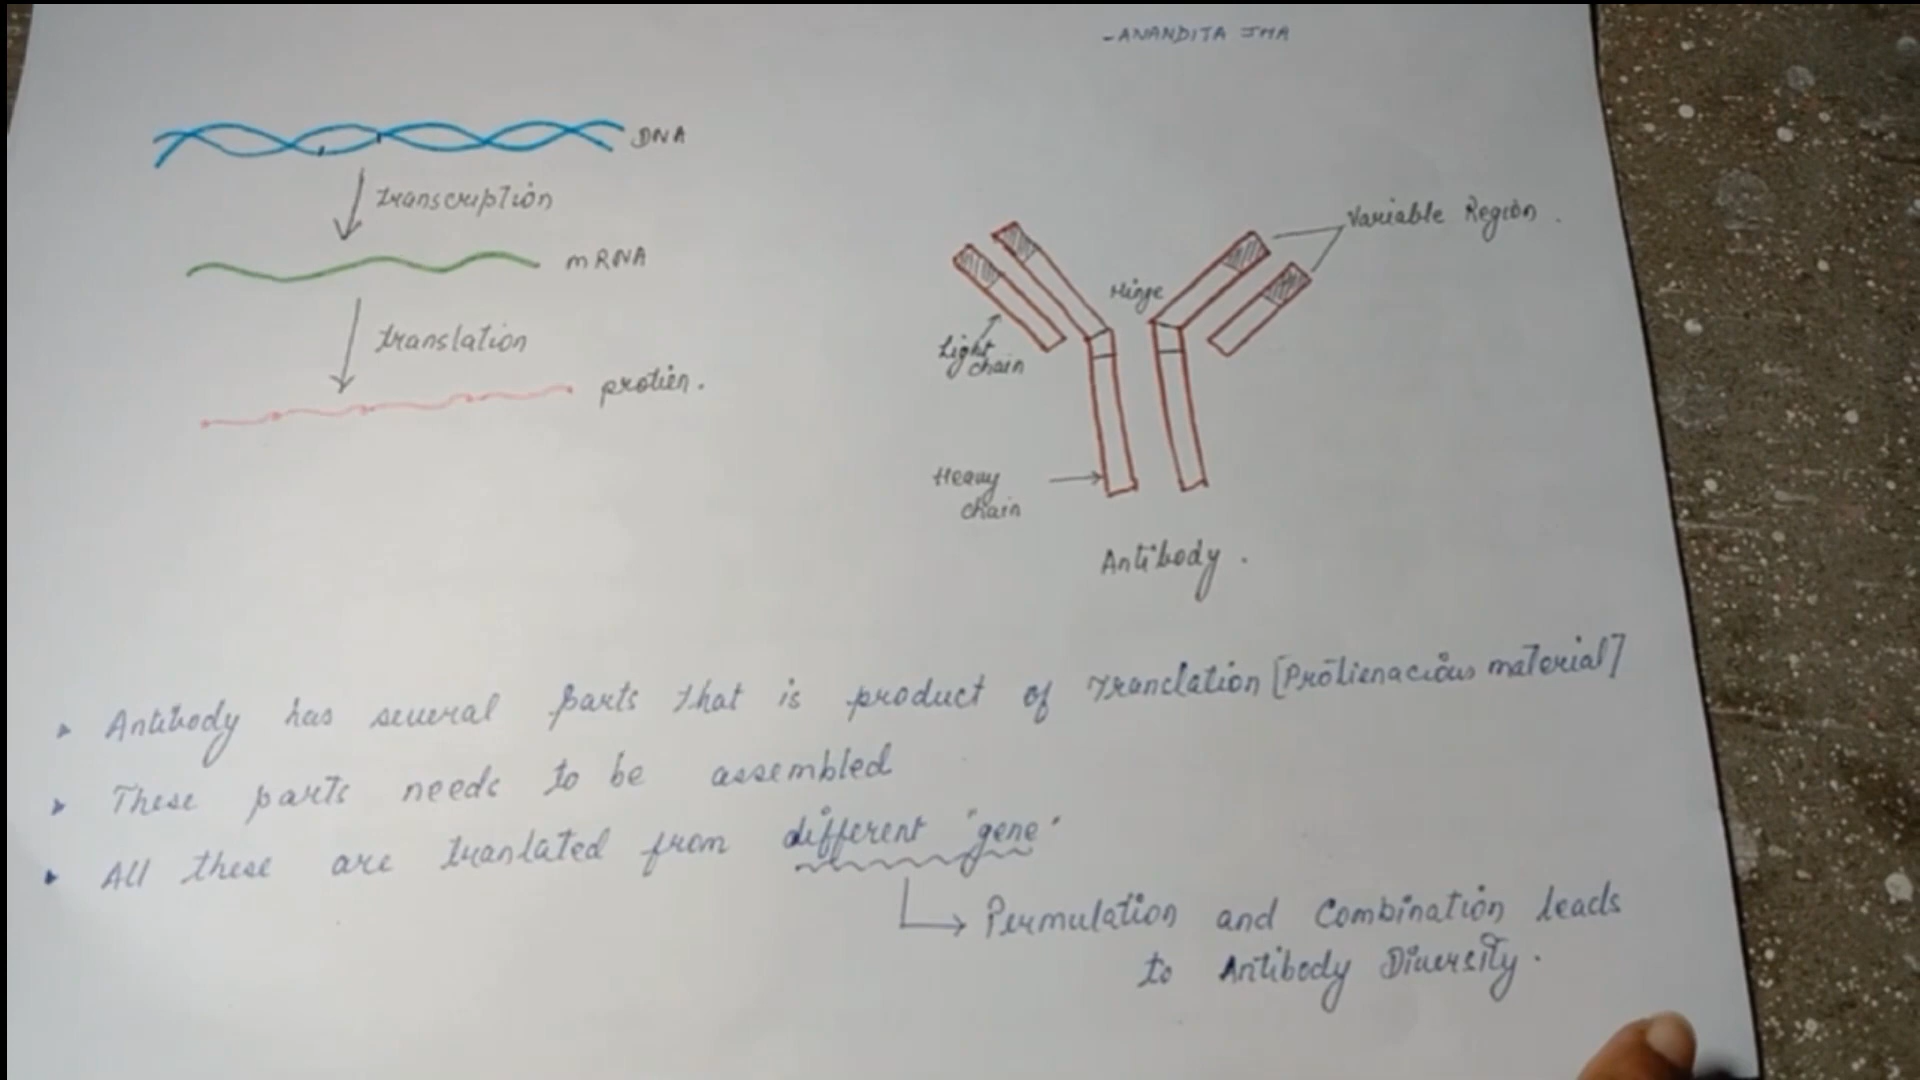 -ANANDITA JHA
DNA
transcription
mRNA
translation
protien.
Variable Region.
Hinge
Light
chain
Heavy
chain
Antibody.
Antibody has several parts that is product of Tranclation [Protienacious material]
These parts needs to be assembled
All these are tranlated from different "gene"
Permulation and Combination leads
to Antibody Diversity.